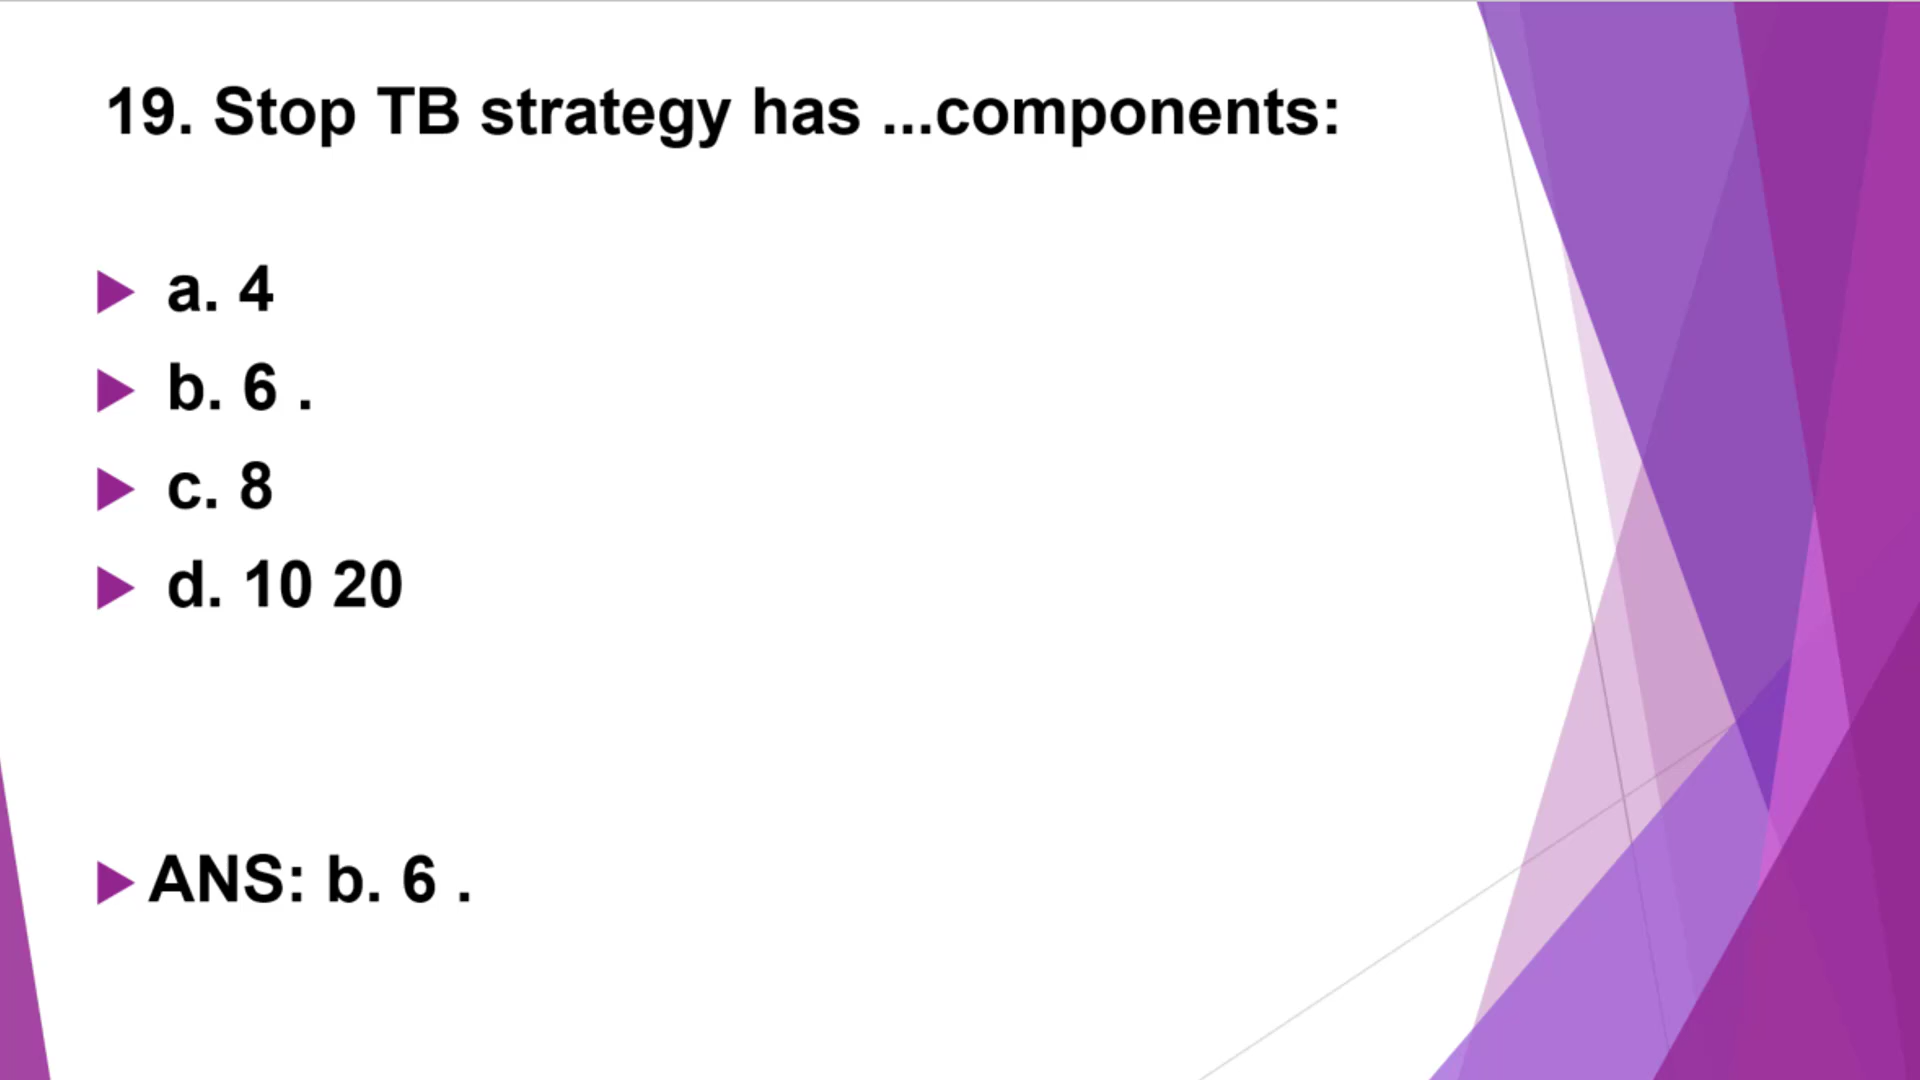 19. Stop TB strategy has ...components:
a. 4
b. 6 .
c. 8
d. 10 20
ANS: b. 6 .